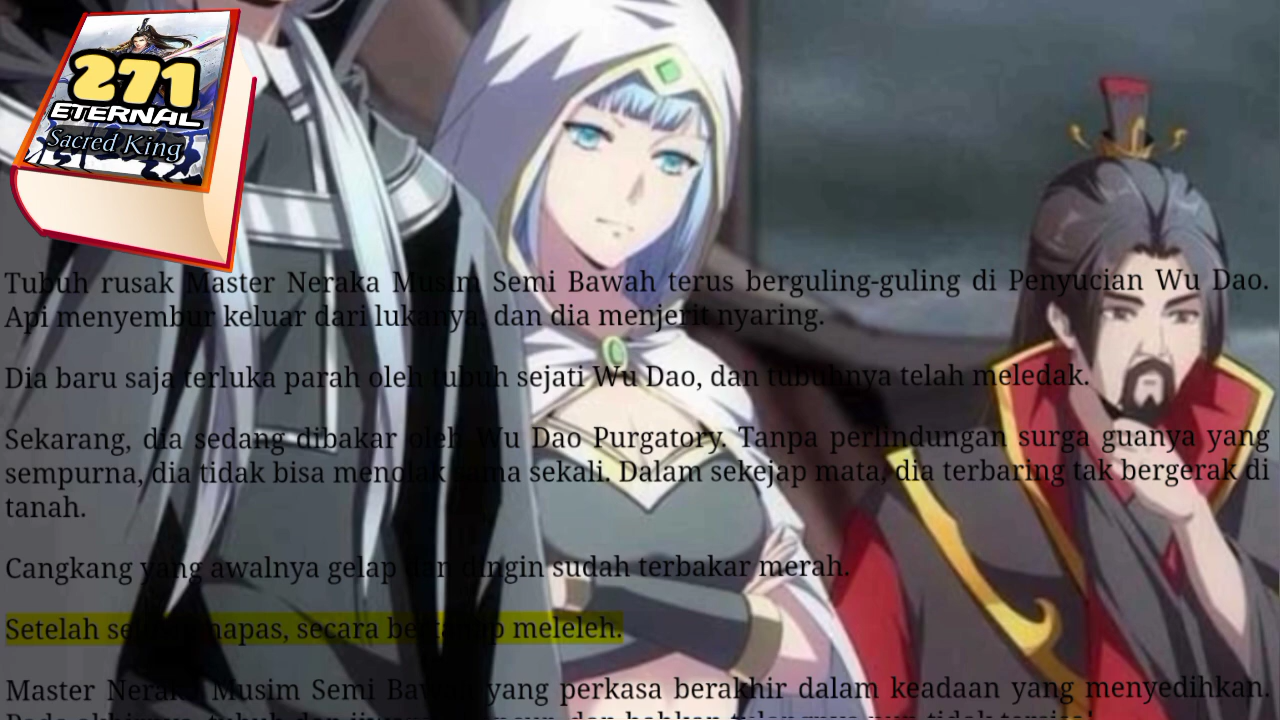 271
ETERNAL
Sacred King
Tubuh rusak Master Neraka Musim Semi Bawah terus berguling-guling di Penyucian Wu Dao.
Api menyembur keluar dari lukanya, dan dia menjerit nyaring.
Dia baru saja terluka parah oleh tubuh sejati Wu Dao, dan tubuhnya telah meledak.
Sekarang, dia sedang dibakar oleh Wu Dao Purgatory. Tanpa perlindungan surga guanya yang
sempurna, dia tidak bisa menolak sama sekali. Dalam sekejap mata, dia terbaring tak bergerak di
tanah.
Cangkang yang awalnya gelap dan dingin sudah terbakar merah.
Setelah napas, secara bertahap meleleh.
Master Neraka Musim Semi Bawah yang perkasa berakhir dalam keadaan yang menyedihkan.